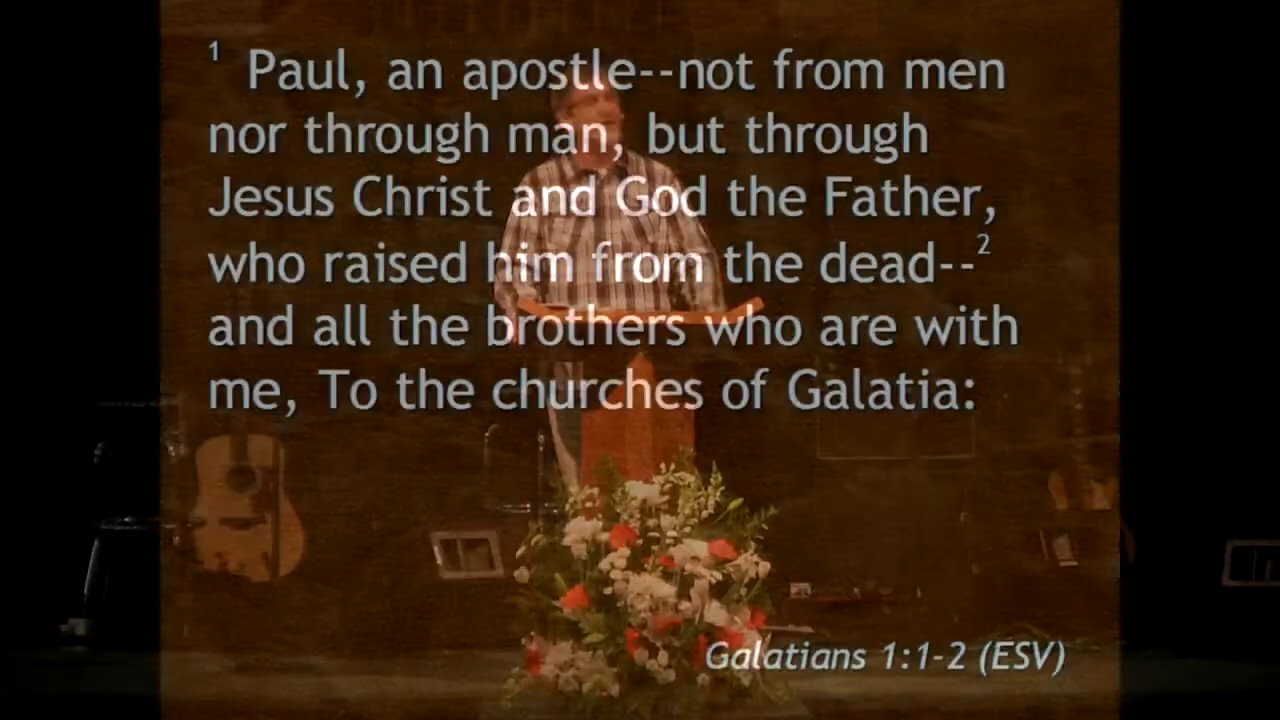 1 Paul, an apostle--not from men
nor through man, but through
Jesus Christ and God the Father,
who raised him from the dead--2
and all the brothers who are with
me, To the churches of Galatia:
Galatians 1:1-2 (ESV)